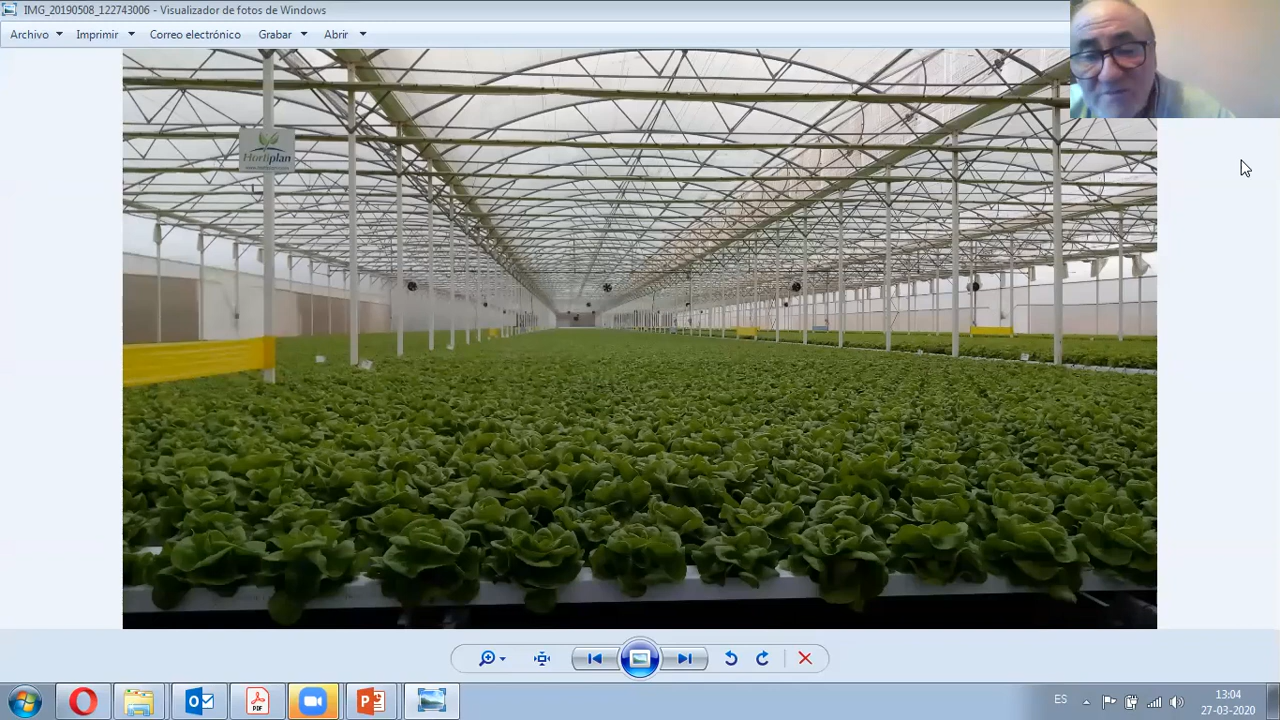 IMG_20190508_122743006 - Visualizador de fotos de Windows
Archivo Imprimir Correo electrónico Grabar Abrir
Hortiplan
PDF
ES
13:04
27-03-2020